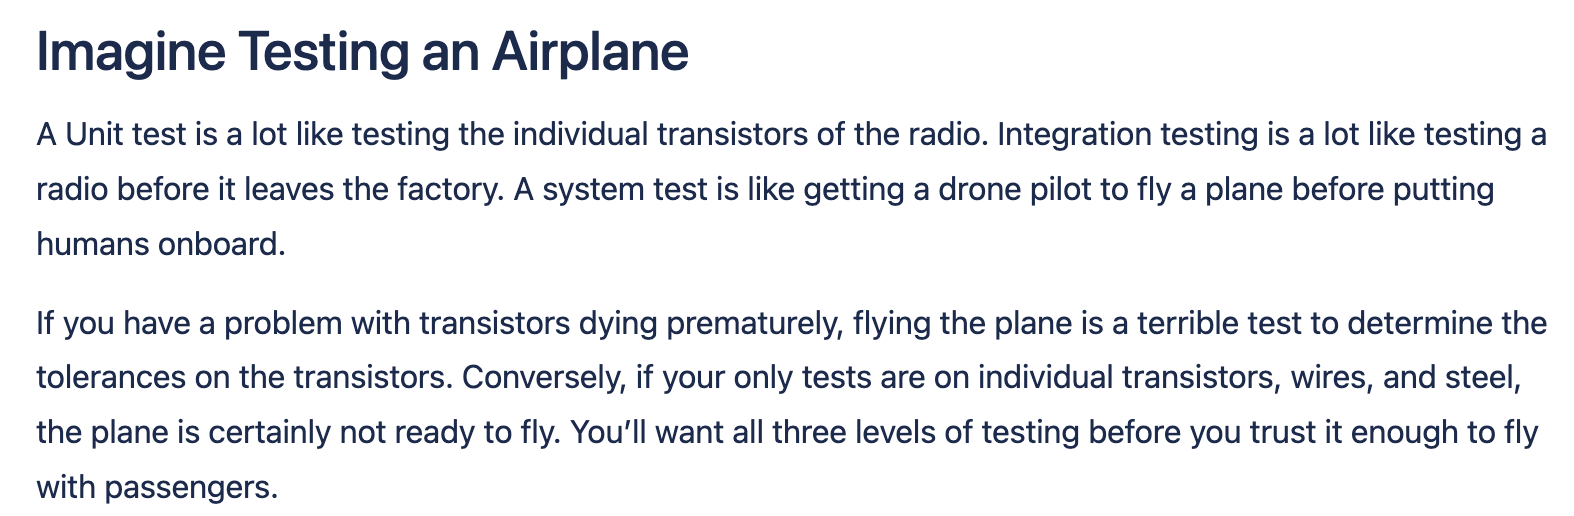 Imagine Testing an Airplane
A Unit test is a lot like testing the individual transistors of the radio. Integration testing is a lot like testing a
radio before it leaves the factory. A system test is like getting a drone pilot to fly a plane before putting
humans onboard.
If you have a problem with transistors dying prematurely, flying the plane is a terrible test to determine the
tolerances on the transistors. Conversely, if your only tests are on individual transistors, wires, and steel,
the plane is certainly not ready to fly. You’ll want all three levels of testing before you trust it enough to fly
with passengers.